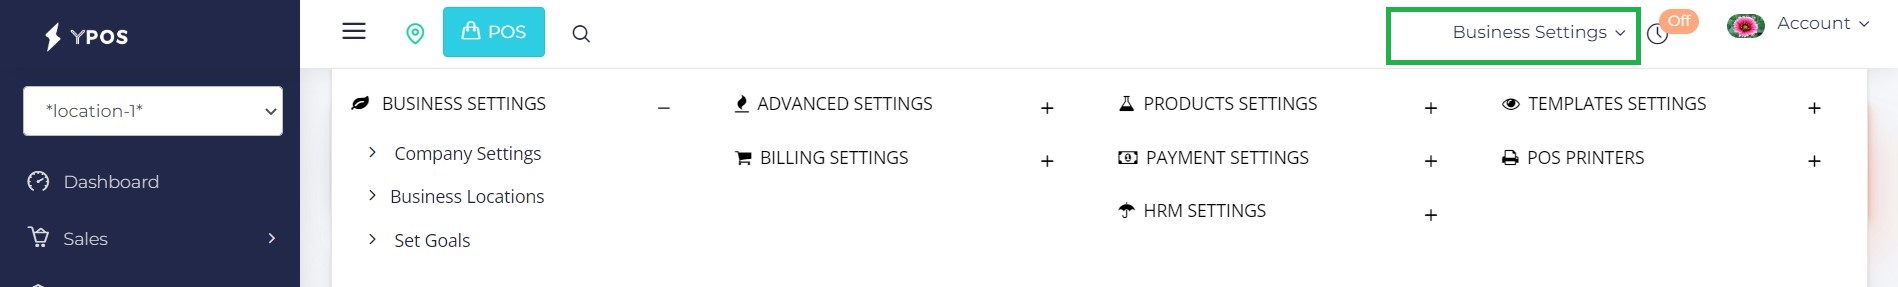 YPOS
POS
Business Settings
Off
Account
*location-1*
BUSINESS SETTINGS
ADVANCED SETTINGS
PRODUCTS SETTINGS
TEMPLATES SETTINGS
Company Settings
BILLING SETTINGS
PAYMENT SETTINGS
POS PRINTERS
Dashboard
Business Locations
HRM SETTINGS
Sales
Set Goals